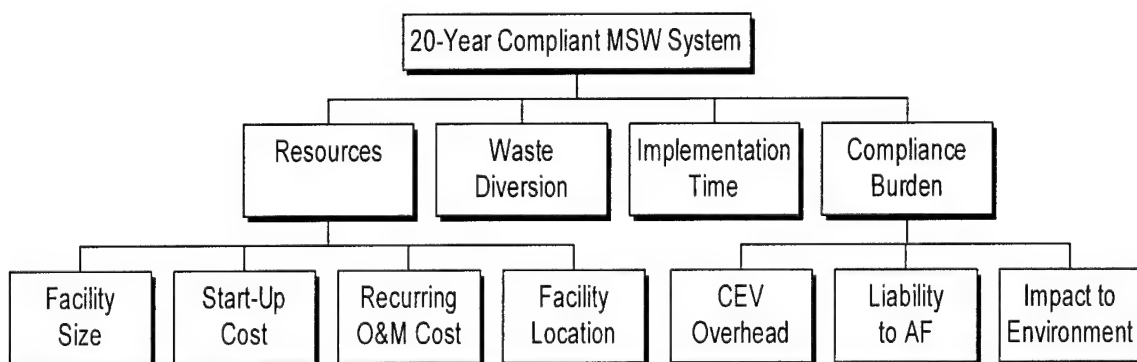 20-Year Compliant MSW System
Resources
Waste
Diversion
Implementation
Time
Compliance
Burden
Facility
Size
Start-Up
Cost
Recurring
O&M Cost
Facility
Location
CEV
Overhead
Liability
to AF
Impact to
Environment